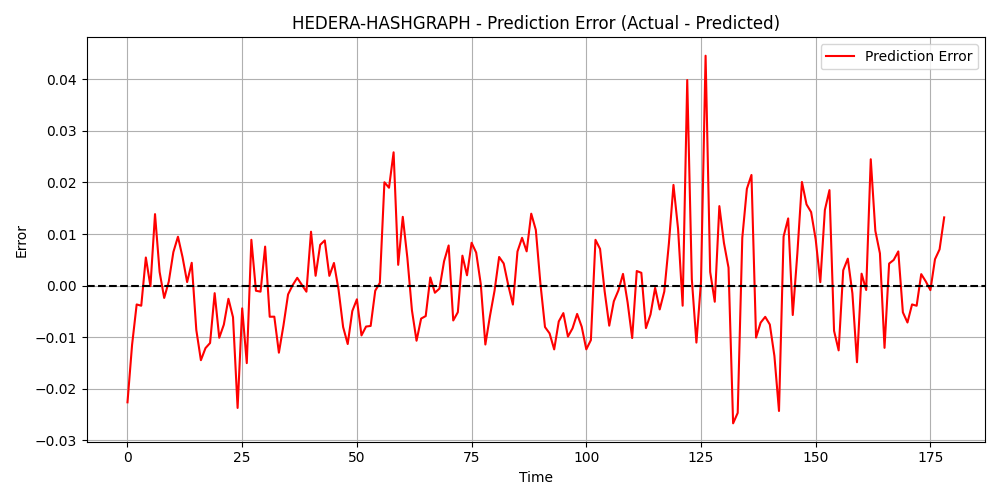 HEDERA-HASHGRAPH - Prediction Error (Actual - Predicted)
Prediction Error
Error
0.04
0.03
0.02
0.01
0.00
−0.01
−0.02
−0.03
0 25 50 75 100 125 150 175
Time